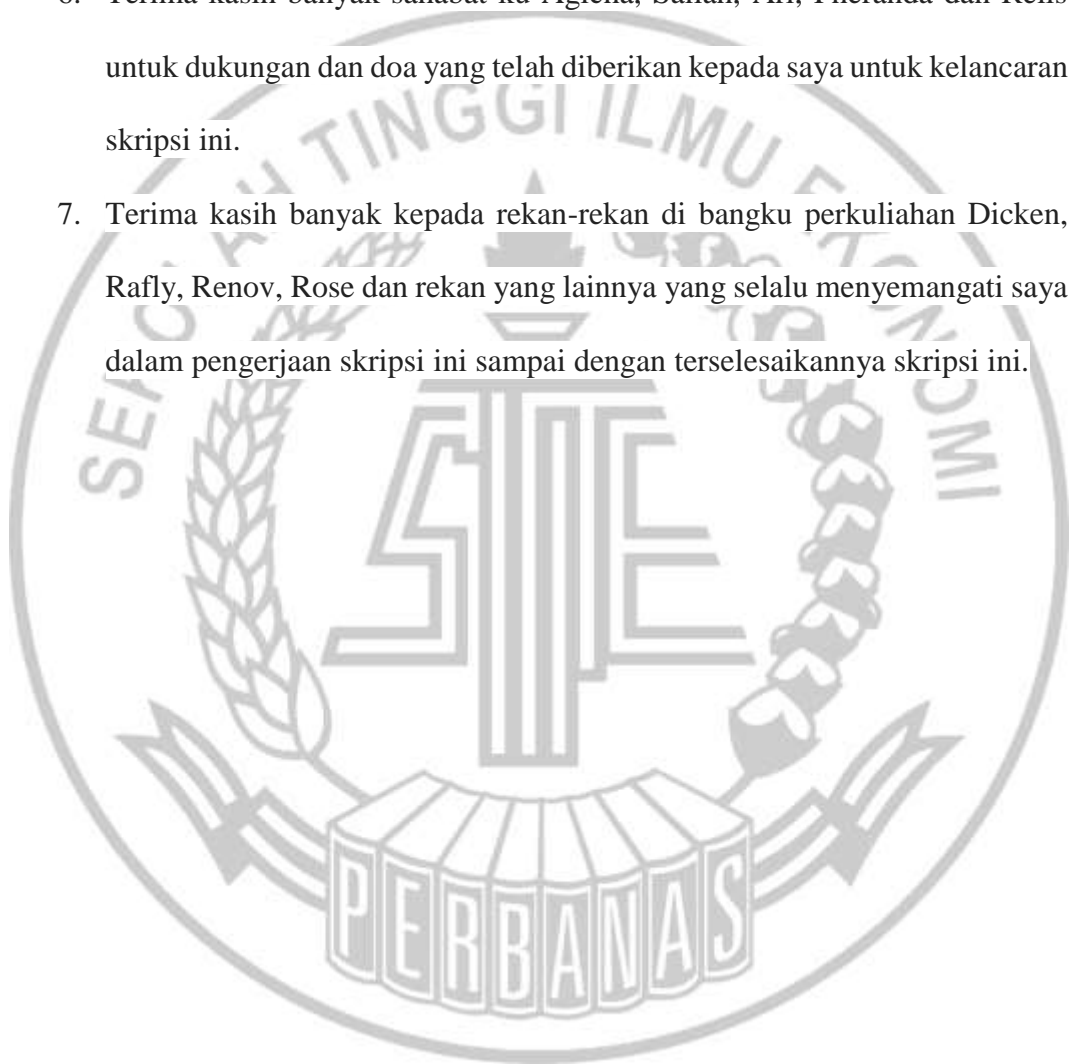 untuk dukungan dan doa yang telah diberikan kepada saya untuk kelancaran
skripsi ini.
7. Terima kasih banyak kepada rekan-rekan di bangku perkuliahan Dicken,
Rafly, Renov, Rose dan rekan yang lainnya yang selalu menyemangati saya
dalam pengerjaan skripsi ini sampai dengan terselesaikannya skripsi ini.
TINGGI ILMU
STIE
PERBANAS